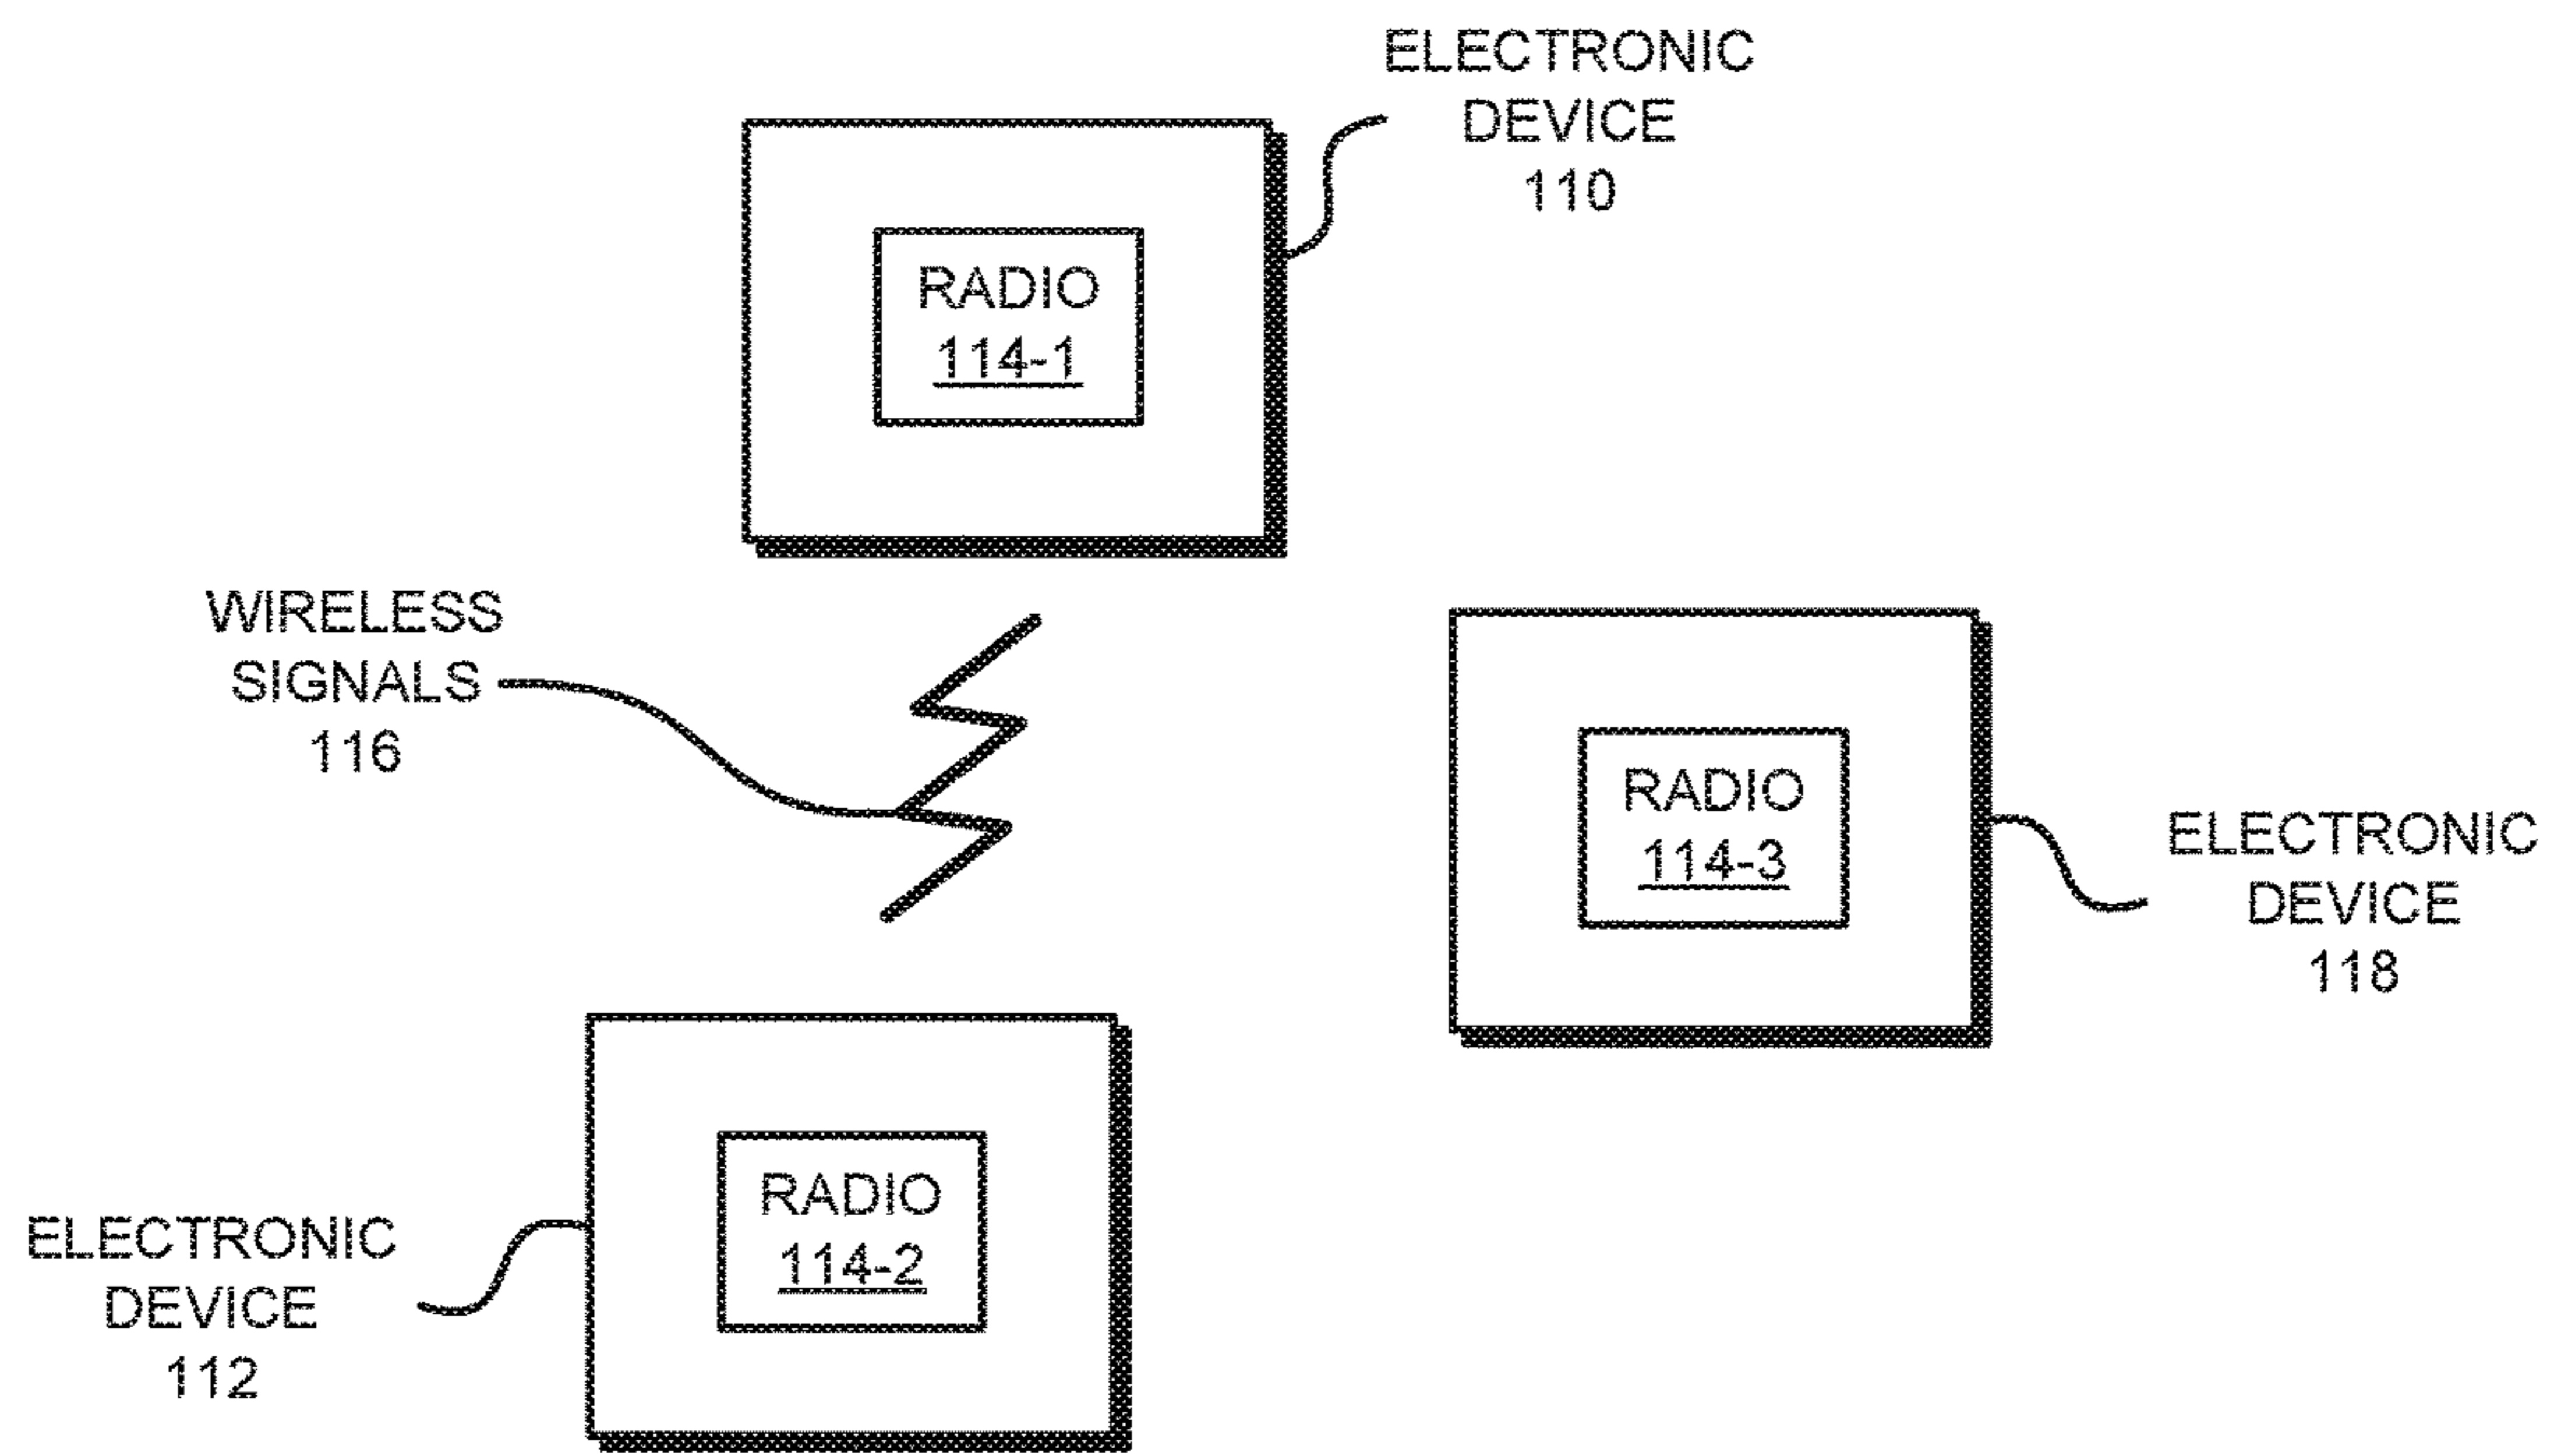 ELECTRONIC
DEVICE
110
RADIO
114-1
WIRELESS
SIGNALS
116
RADIO
114-3
ELECTRONIC
DEVICE
118
RADIO
114-2
ELECTRONIC
DEVICE
112